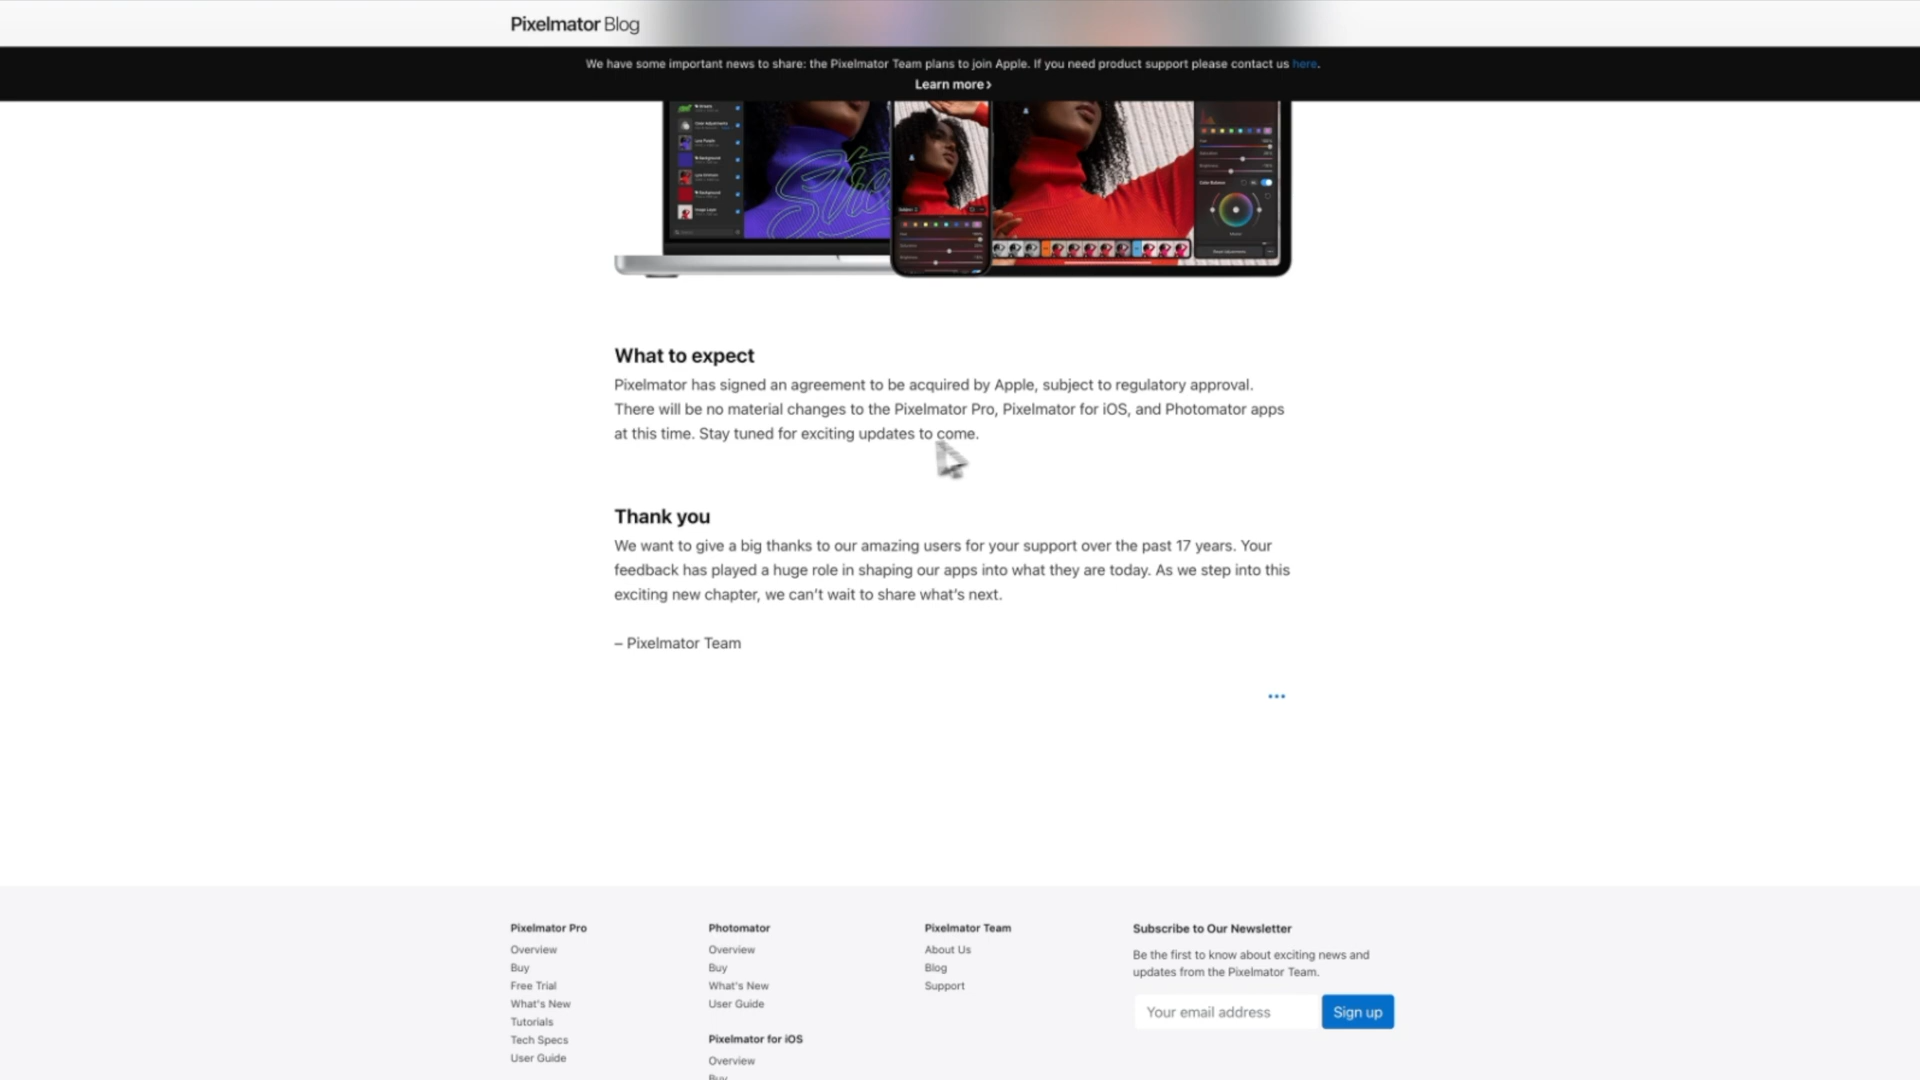 Pixelmator Blog
We have some important news to share: the Pixelmator Team plans to join Apple. If you need product support please contact us here.
Learn more ›
Color Balance
What to expect
Pixelmator has signed an agreement to be acquired by Apple, subject to regulatory approval.
There will be no material changes to the Pixelmator Pro, Pixelmator for iOS, and Photomator apps
at this time. Stay tuned for exciting updates to come.
Thank you
We want to give a big thanks to our amazing users for your support over the past 17 years. Your
feedback has played a huge role in shaping our apps into what they are today. As we step into this
exciting new chapter, we can't wait to share what's next.
– Pixelmator Team
Pixelmator Pro
Overview
Buy
Free Trial
What's New
Tutorials
Tech Specs
User Guide
Photomator
Overview
Buy
What's New
User Guide
Pixelmator for iOS
Overview
Buy
Pixelmator Team
About Us
Blog
Support
Subscribe to Our Newsletter
Be the first to know about exciting news and
updates from the Pixelmator Team.
Your email address
Sign up